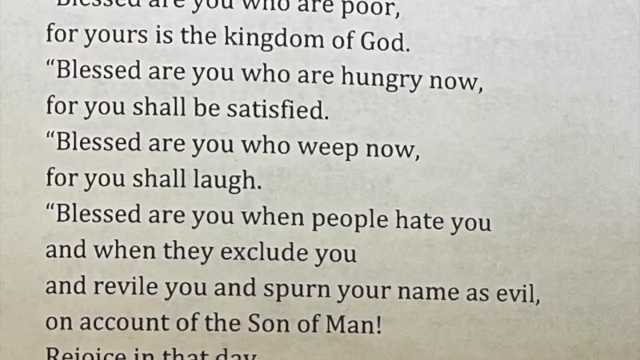 “Blessed are you who are poor,
for yours is the kingdom of God.
“Blessed are you who are hungry now,
for you shall be satisfied.
“Blessed are you who weep now,
for you shall laugh.
“Blessed are you when people hate you
and when they exclude you
and revile you and spurn your name as evil,
on account of the Son of Man!
Rejoice in that day